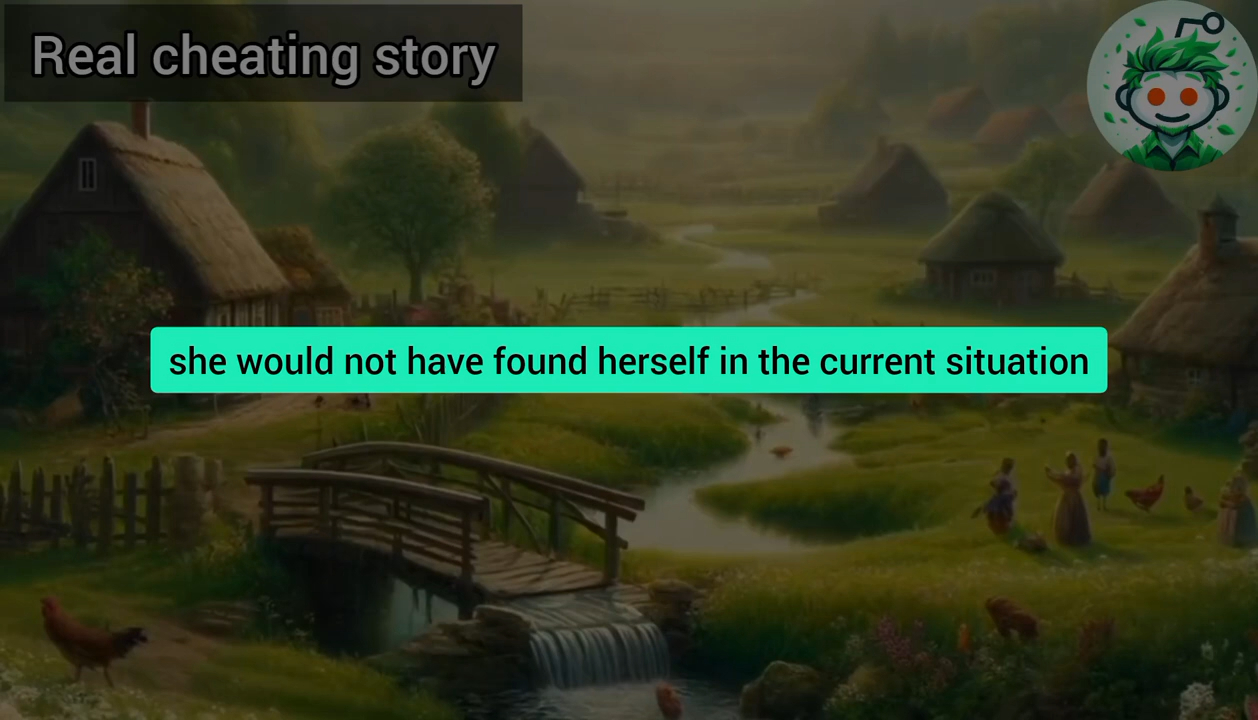 Real cheating story
she would not have found herself in the current situation